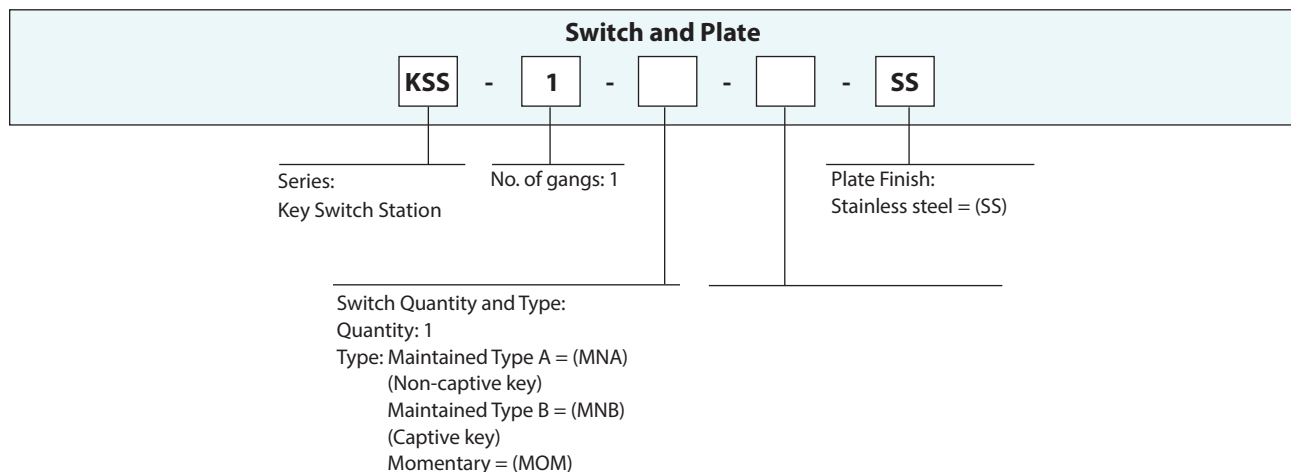 Switch and Plate
KSS - 1 - - - SS
Series:
Key Switch Station
No. of gangs: 1
Plate Finish:
Stainless steel = (SS)
Switch Quantity and Type:
Quantity: 1
Type: Maintained Type A = (MNA)
(Non-captive key)
Maintained Type B = (MNB)
(Captive key)
Momentary = (MOM)